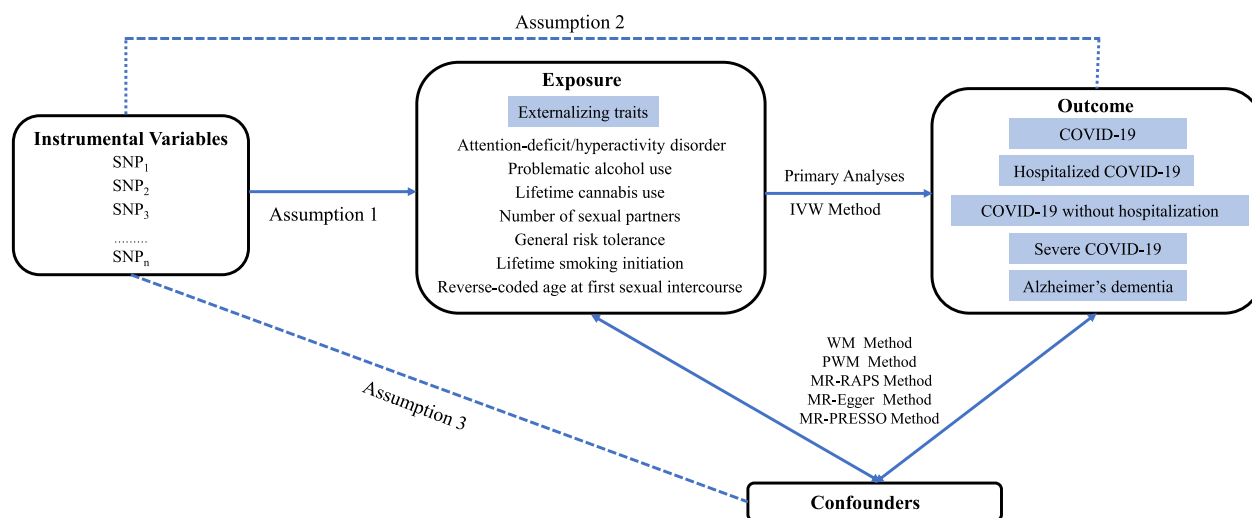 Assumption 2
Instrumental Variables
SNP1
SNP2
SNP3
.........
SNPn
Assumption 1
Exposure
Externalizing traits
Attention-deficit/hyperactivity disorder
Problematic alcohol use
Lifetime cannabis use
Number of sexual partners
General risk tolerance
Lifetime smoking initiation
Reverse-coded age at first sexual intercourse
Primary Analyses
IVW Method
Outcome
COVID-19
Hospitalized COVID-19
COVID-19 without hospitalization
Severe COVID-19
Alzheimer's dementia
Assumption 3
WM Method
PWM Method
MR-RAPS Method
MR-Egger Method
MR-PRESSO Method
Confounders